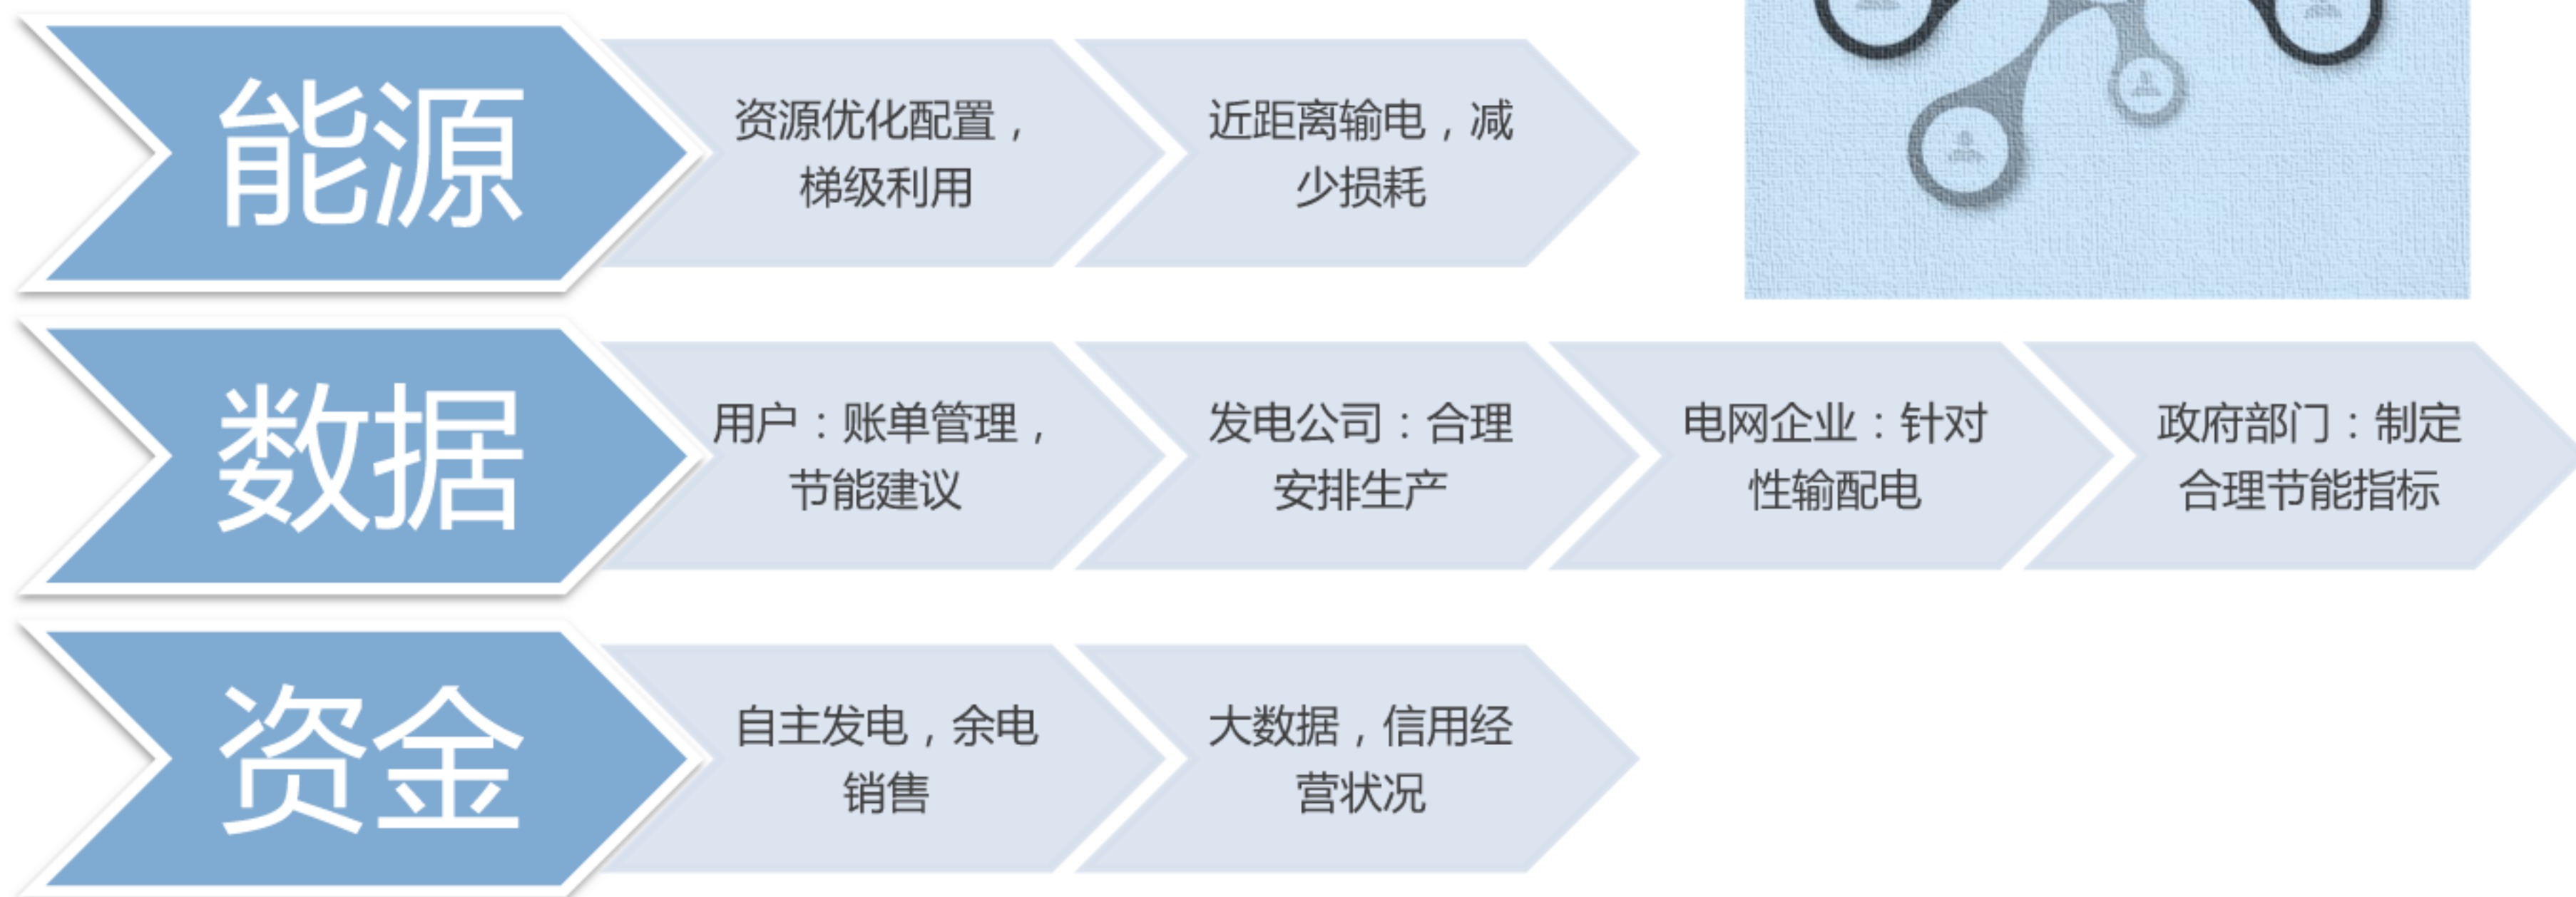 能源
资源优化配置，
梯级利用
近距离输电，减
少损耗
数据
用户：账单管理，
节能建议
发电公司：合理
安排生产
电网企业：针对
性输配电
政府部门：制定
合理节能指标
资金
自主发电，余电
销售
大数据，信用经
营状况